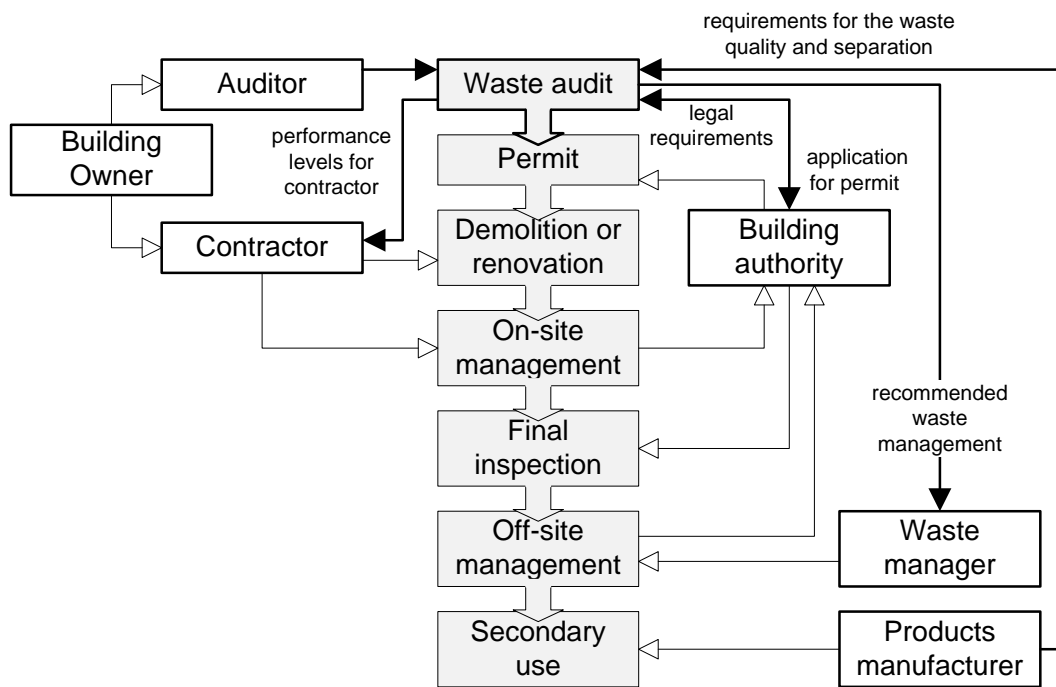 requirements for the waste
quality and separation
Auditor
Waste audit
Building
Owner
performance
levels for
contractor
legal
requirements
Permit
application
for permit
Contractor
Demolition or
renovation
Building
authority
On-site
management
recommended
waste
management
Final
inspection
Off-site
management
Waste
manager
Secondary
use
Products
manufacturer